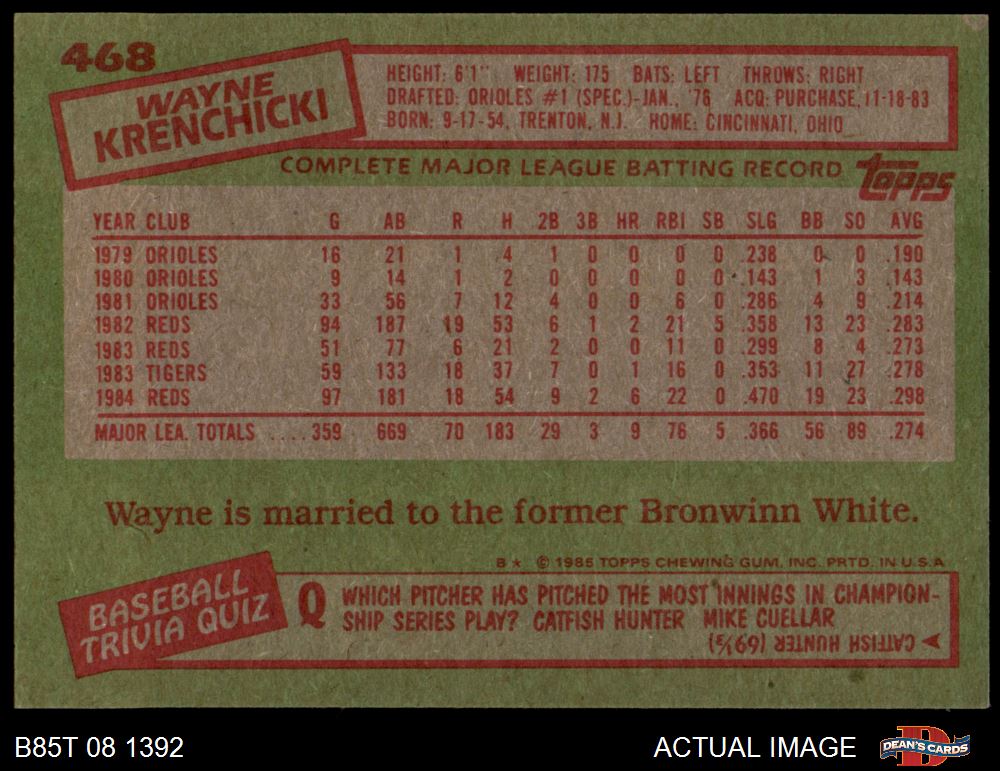 468
WAYNE
KRENCHICKI
HEIGHT: 6'1" WEIGHT: 175 BATS: LEFT THROWS: RIGHT
DRAFTED: ORIOLES #1 (SPEC.)-JAN., '76 ACQ: PURCHASE, 11-18-83
BORN: 9-17-54, TRENTON, N.J. HOME: CINCINNATI, OHIO
COMPLETE MAJOR LEAGUE BATTING RECORD
Topps
YEAR CLUB G AB R H 2B 3B HR RBI SB SLG BB SO AVG
1979 ORIOLES 16 21 1 4 1 0 0 0 0 .238 0 0 .190
1980 ORIOLES 9 14 1 2 0 0 0 0 0 .143 1 3 .143
1981 ORIOLES 33 56 7 12 4 0 0 6 0 .286 4 9 .214
1982 REDS 94 187 19 53 6 1 2 21 5 .358 13 23 .283
1983 REDS 51 77 6 21 2 0 0 11 0 .299 8 4 .273
1983 TIGERS 59 133 18 37 7 0 1 16 0 .353 11 27 .278
1984 REDS 97 181 18 54 9 2 6 22 0 .470 19 23 .298
MAJOR LEA. TOTALS ....359 669 70 183 29 3 9 76 5 .366 56 89 .274
Wayne is married to the former Bronwinn White.
B * © 1985 TOPPS CHEWING GUM, INC. PRTD. IN U.S.A
BASEBALL
TRIVIA QUIZ
Q WHICH PITCHER HAS PITCHED THE MOST INNINGS IN CHAMPION-
SHIP SERIES PLAY? CATFISH HUNTER MIKE CUELLAR
CATFISH HUNTER (69⅓)
B85T 08 1392
ACTUAL IMAGE
DEAN'S CARDS